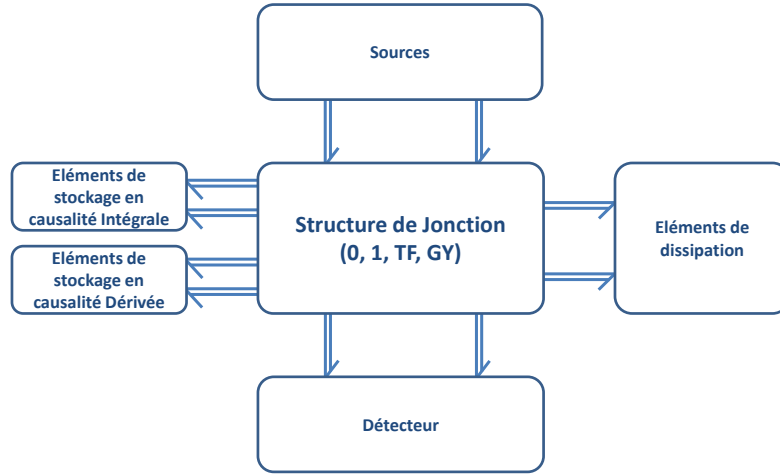 Sources
Eléments de
stockage en
causalité Intégrale
Structure de Jonction
(0, 1, TF, GY)
Eléments de
dissipation
Eléments de
stockage en
causalité Dérivée
Détecteur